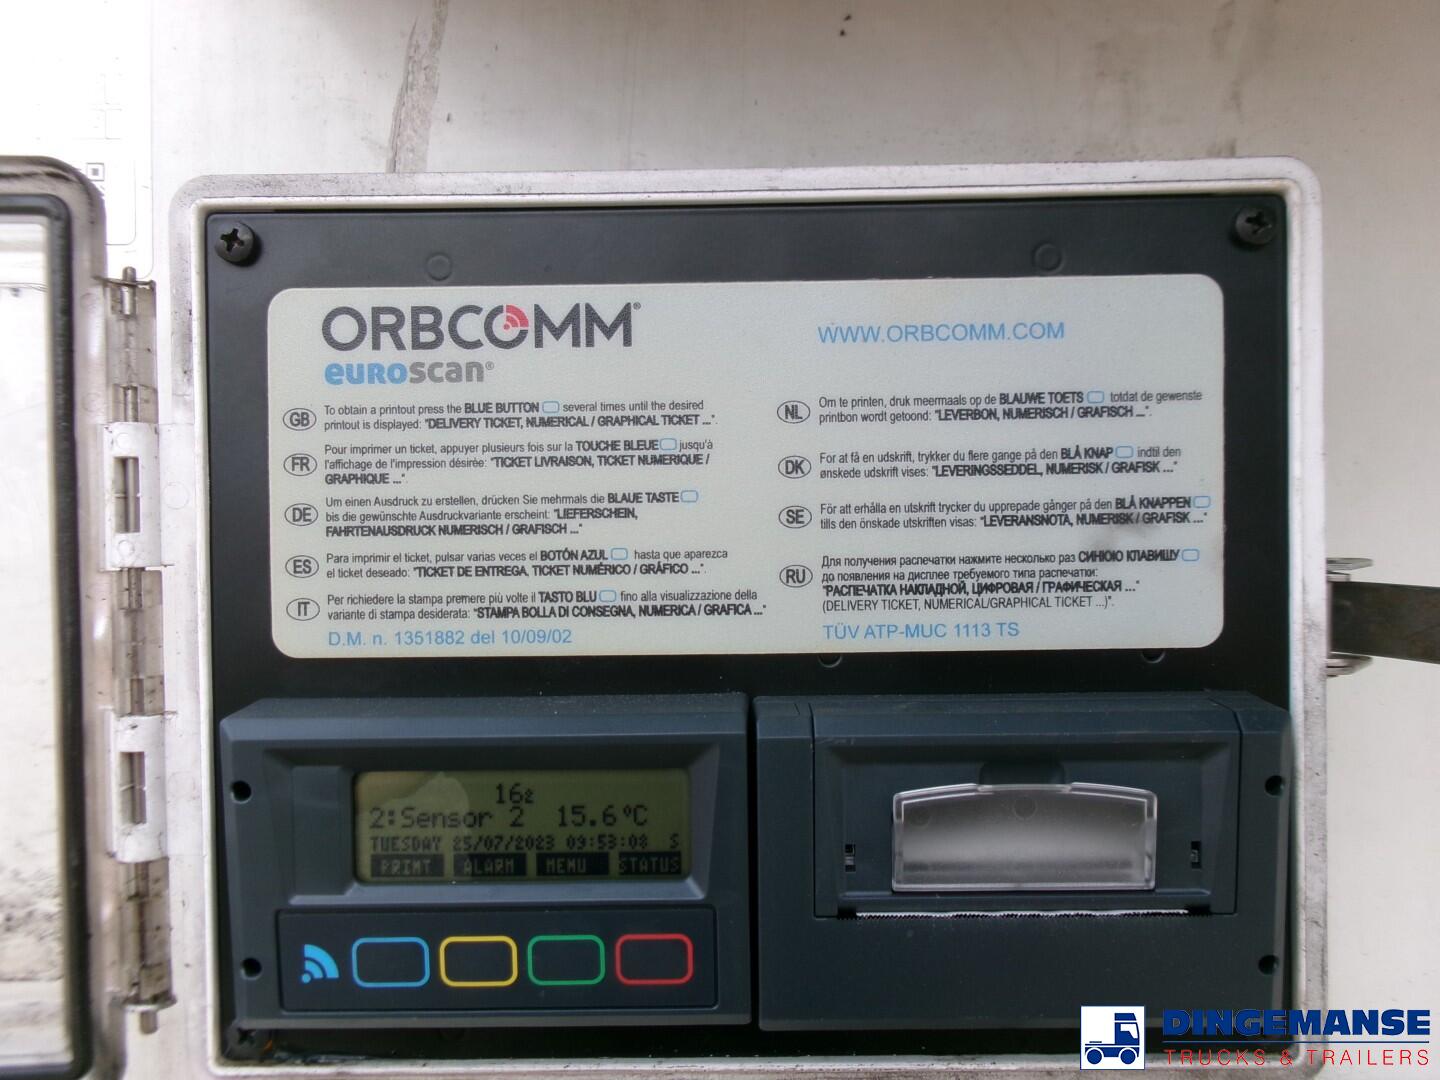 ORBCOMM®
euroscan®
WWW.ORBCOMM.COM
GB To obtain a printout press the BLUE BUTTON several times until the desired
printout is displayed: "DELIVERY TICKET, NUMERICAL / GRAPHICAL TICKET ...".
FR Pour imprimer un ticket, appuyer plusieurs fois sur la TOUCHE BLEUE jusqu'à
l'affichage de l'impression désirée: "TICKET LIVRAISON, TICKET NUMERIQUE /
GRAPHIQUE ...".
DE Um einen Ausdruck zu erstellen, drücken Sie mehrmals die BLAUE TASTE
bis die gewünschte Ausdruckvariante erscheint: "LIEFERSCHEIN,
FAHRTENAUSDRUCK NUMERISCH / GRAFISCH ..."
ES Para imprimir el ticket, pulsar varias veces el BOTÓN AZUL hasta que aparezca
el ticket deseado: "TICKET DE ENTREGA, TICKET NUMÉRICO / GRÁFICO ...".
IT Per richiedere la stampa premere più volte il TASTO BLU fino alla visualizzazione della
variante di stampa desiderata: "STAMPA BOLLA DI CONSEGNA, NUMERICA / GRAFICA ..."
D.M. n. 1351882 del 10/09/02
NL Om te printen, druk meermaals op de BLAUWE TOETS totdat de gewenste
printbon wordt getoond: "LEVERBON, NUMERISCH / GRAFISCH ...".
DK For at få en udskrift, trykker du flere gange på den BLÅ KNAP indtil den
ønskede udskrift vises: "LEVERINGSSEDDEL, NUMERISK / GRAFISK ..."
SE För att erhålla en utskrift trycker du upprepade gånger på den BLÅ KNAPPEN
tills den önskade utskriften visas: "LEVERANSNOTA, NUMERISK / GRAFISK ..."
RU Для получения распечатки нажмите несколько раз СИНЮЮ КЛАВИШУ
до появления на дисплее требуемого типа распечатки:
"РАСПЕЧАТКА НАКЛАДНОЙ, ЦИФРОВАЯ / ГРАФИЧЕСКАЯ ..."
(DELIVERY TICKET, NUMERICAL/GRAPHICAL TICKET ...)".
TÜV ATP-MUC 1113 TS
162
2:Sensor 2 15.6°C
TUESDAY 25/07/2023 09:53:08 S
PRINT ALARM MENU STATUS
DINGEMANSE
TRUCKS & TRAILERS